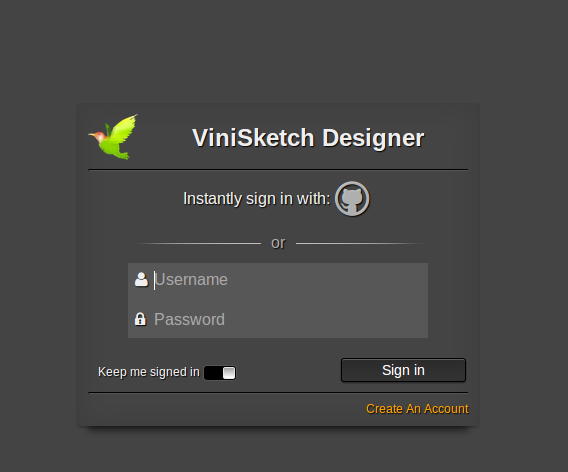 ViniSketch Designer
Instantly sign in with:
or
Username
Password
Keep me signed in
Sign in
Create An Account